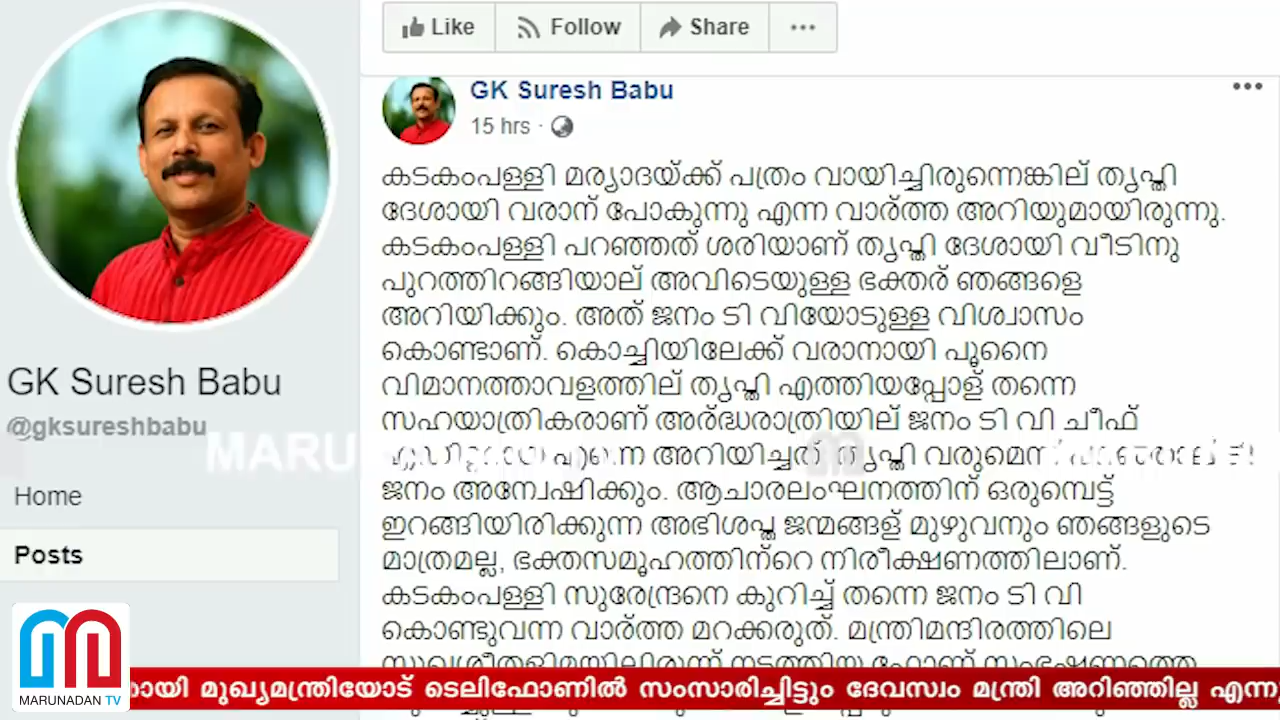 Like Follow Share
GK Suresh Babu
15 hrs ·
കടകംപള്ളി മര്യാദയ്ക്ക് പത്രം വായിച്ചിരുന്നെങ്കില് തൃപ്തി
ദേശായി വരാന് പോകുന്നു എന്ന വാര്ത്ത അറിയുമായിരുന്നു.
കടകംപള്ളി പറഞ്ഞത് ശരിയാണ് തൃപ്തി ദേശായി വീടിനു
പുറത്തിറങ്ങിയാല് അവിടെയുള്ള ഭക്തര് ഞങ്ങളെ
അറിയിക്കും. അത് ജനം ടി വിയോടുള്ള വിശ്വാസം
കൊണ്ടാണ്. കൊച്ചിയിലേക്ക് വരാനായി പൂനൈ
വിമാനത്താവളത്തില് തൃപ്തി എത്തിയപ്പോള് തന്നെ
സഹയാത്രികരാണ് അര്ദ്ധരാത്രിയില് ജനം ടി വി ചീഫ്
എന്നെ അറിയിച്ചത് തൃപ്തി
ജനം അന്വേഷിക്കും. ആചാരലംഘനത്തിന് ഒരുമ്പെട്ട്
ഇറങ്ങിയിരിക്കുന്ന അഭിശപ്ത ജന്മങ്ങള് മുഴുവനും ഞങ്ങളുടെ
മാത്രമല്ല, ഭക്തസമൂഹത്തിന്റെ നിരീക്ഷണത്തിലാണ്.
കടകംപള്ളി സുരേന്ദ്രനെ കുറിച്ച് തന്നെ ജനം ടി വി
കൊണ്ടുവന്ന വാര്ത്ത മറക്കരുത്. മന്ത്രിമന്ദിരത്തിലെ
GK Suresh Babu
@gksureshbabu
Home
Posts
MARUNADAN TV
മുഖ്യമന്ത്രിയോട് ടെലിഫോണിൽ സംസാരിച്ചിട്ടും ദേവസ്വം മന്ത്രി അറിഞ്ഞില്ല